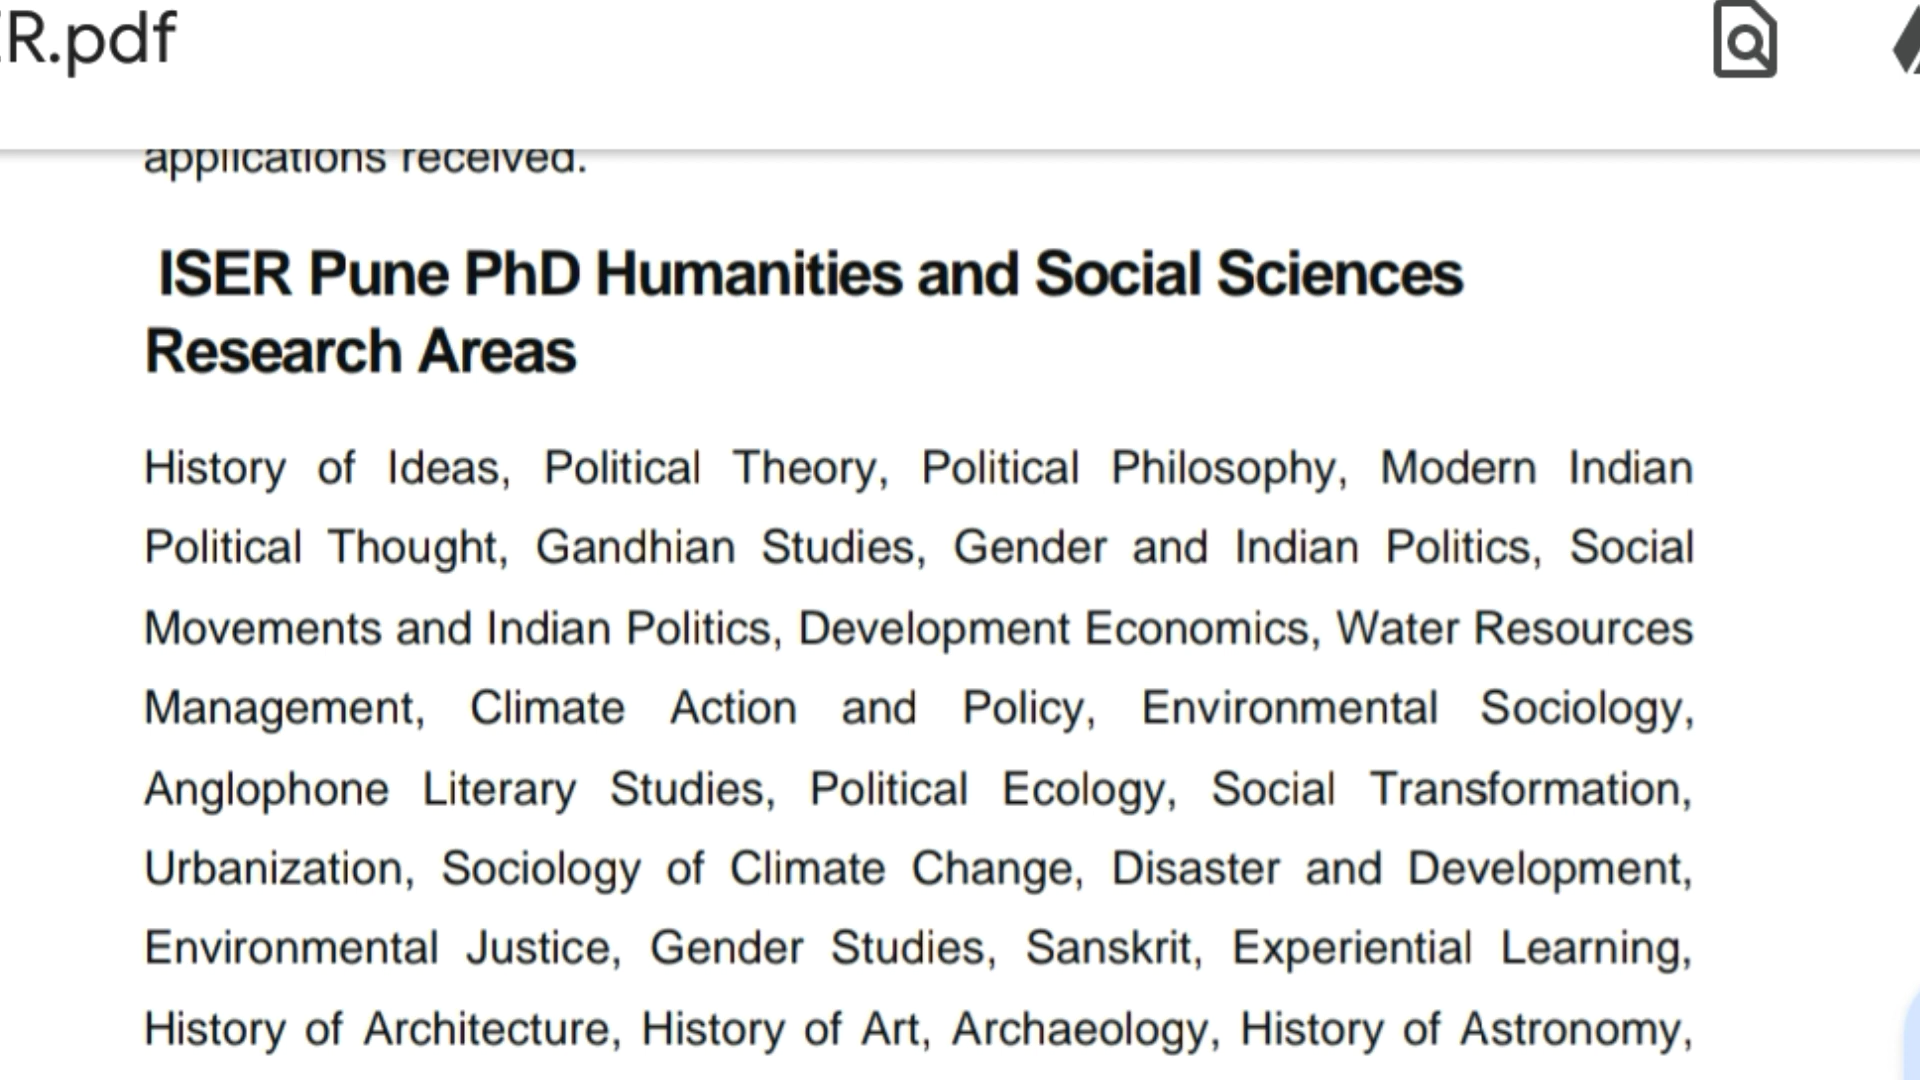 R.pdf
applications received.
ISER Pune PhD Humanities and Social Sciences
Research Areas
History of Ideas, Political Theory, Political Philosophy, Modern Indian
Political Thought, Gandhian Studies, Gender and Indian Politics, Social
Movements and Indian Politics, Development Economics, Water Resources
Management, Climate Action and Policy, Environmental Sociology,
Anglophone Literary Studies, Political Ecology, Social Transformation,
Urbanization, Sociology of Climate Change, Disaster and Development,
Environmental Justice, Gender Studies, Sanskrit, Experiential Learning,
History of Architecture, History of Art, Archaeology, History of Astronomy,